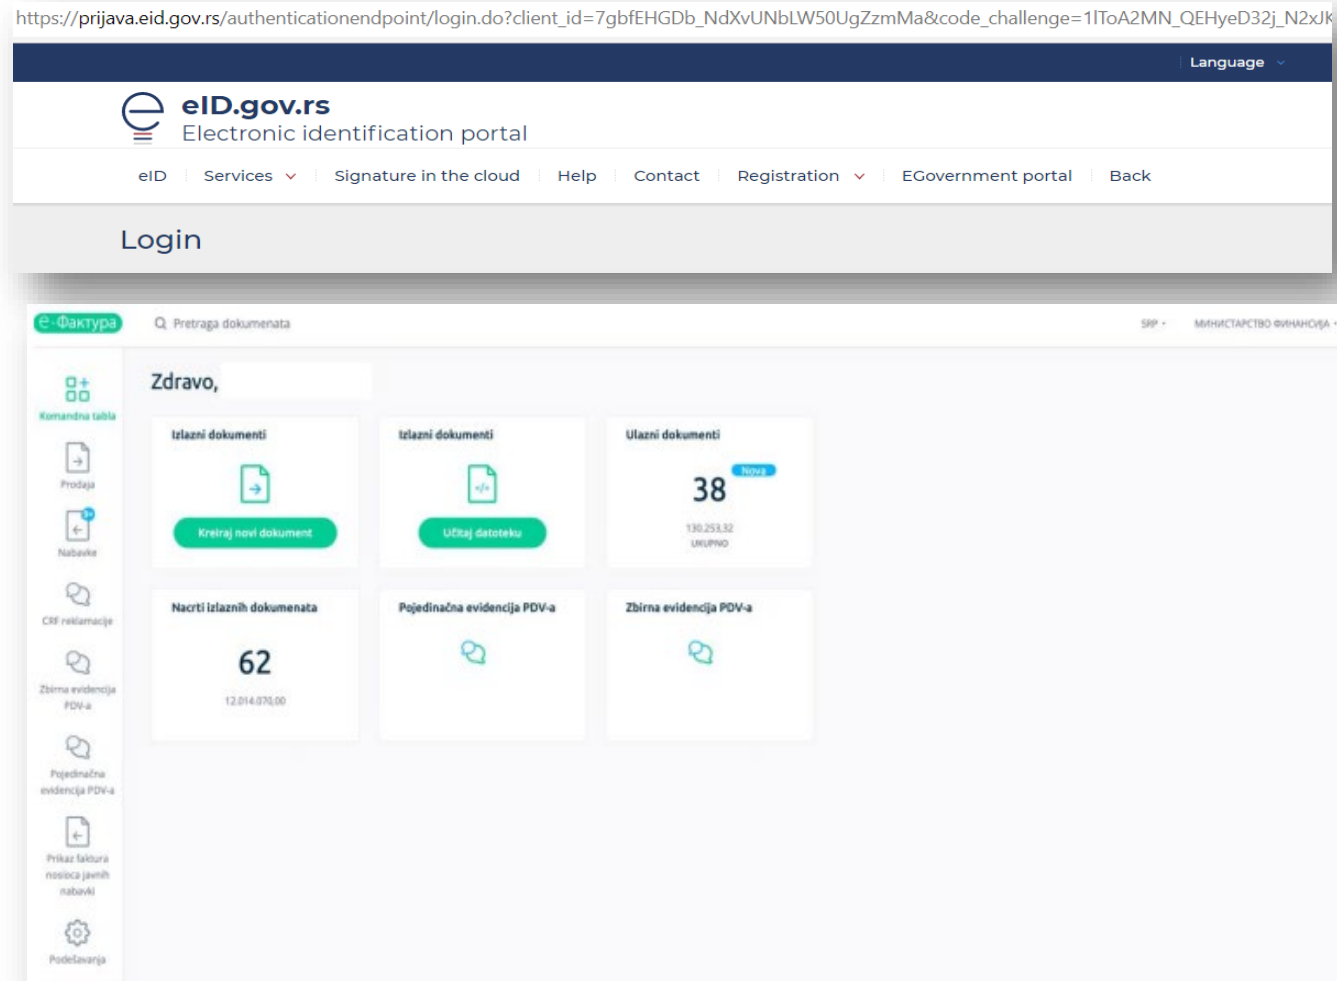 https://prijava.eid.gov.rs/authenticationendpoint/login.do?client_id=7gbfEHGDb_NdXvUNbLW50UgZzmMa&code_challenge=1lToA2MN_QEHyeD32j_N2xJK
Language
eID.gov.rs
Electronic identification portal
eID Services Signature in the cloud Help Contact Registration EGovernment portal Back
Login
е-Фактура
Pretraga dokumenata
SRP
МИНИСТАРСТВО ФИНАНСИЈА
Zdravo,
Komandna tabla
Prodaja
9+
Nabavke
CRF reklamacije
Zbirna evidencija
PDV-a
Pojedinačna
evidencija PDV-a
Prikaz faktura
nosioca javnih
nabavki
Podešavanja
Izlazni dokumenti
Kreiraj novi dokument
Izlazni dokumenti
</>
Učitaj datoteku
Ulazni dokumenti
Nova
38
130.253,32
UKUPNO
Nacrti izlaznih dokumenata
62
12.014.070,00
Pojedinačna evidencija PDV-a
Zbirna evidencija PDV-a